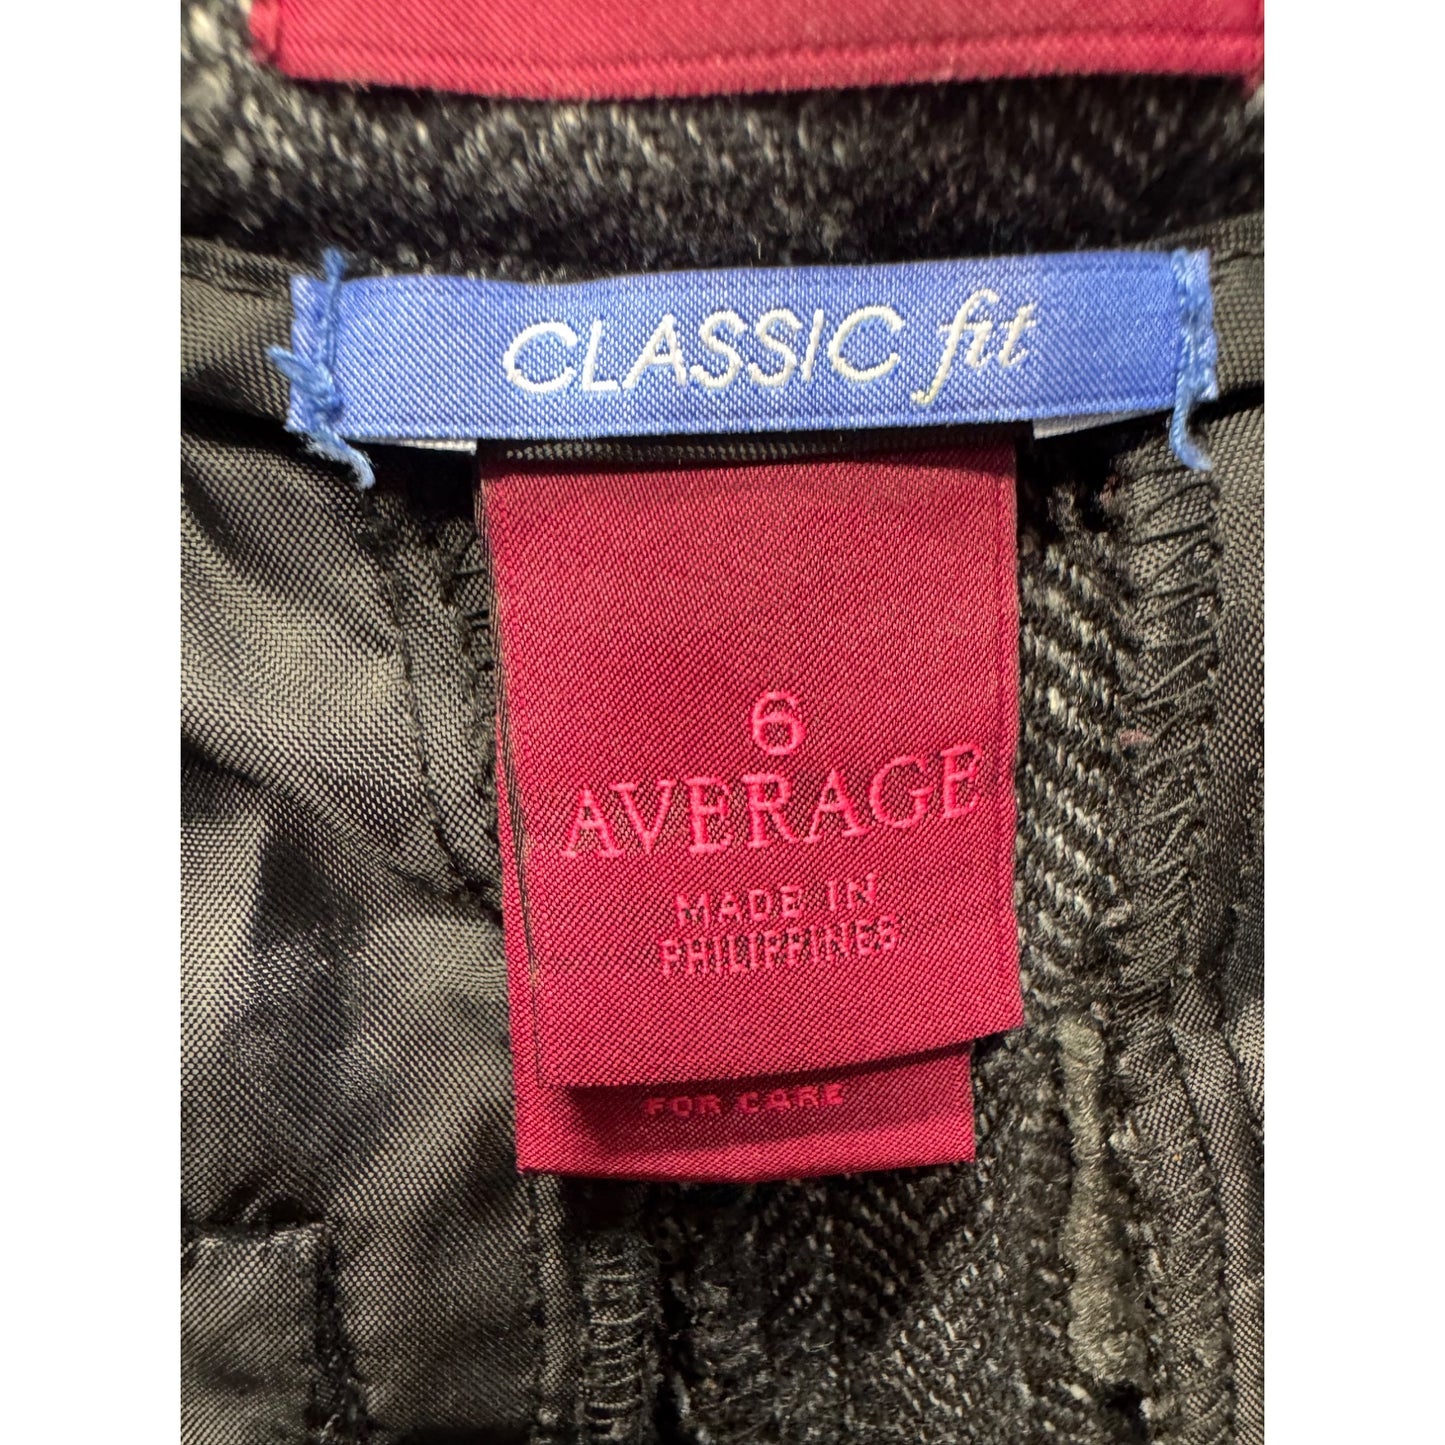 CLASSIC fit
6
AVERAGE
MADE IN
PHILIPPINES
FOR CARE